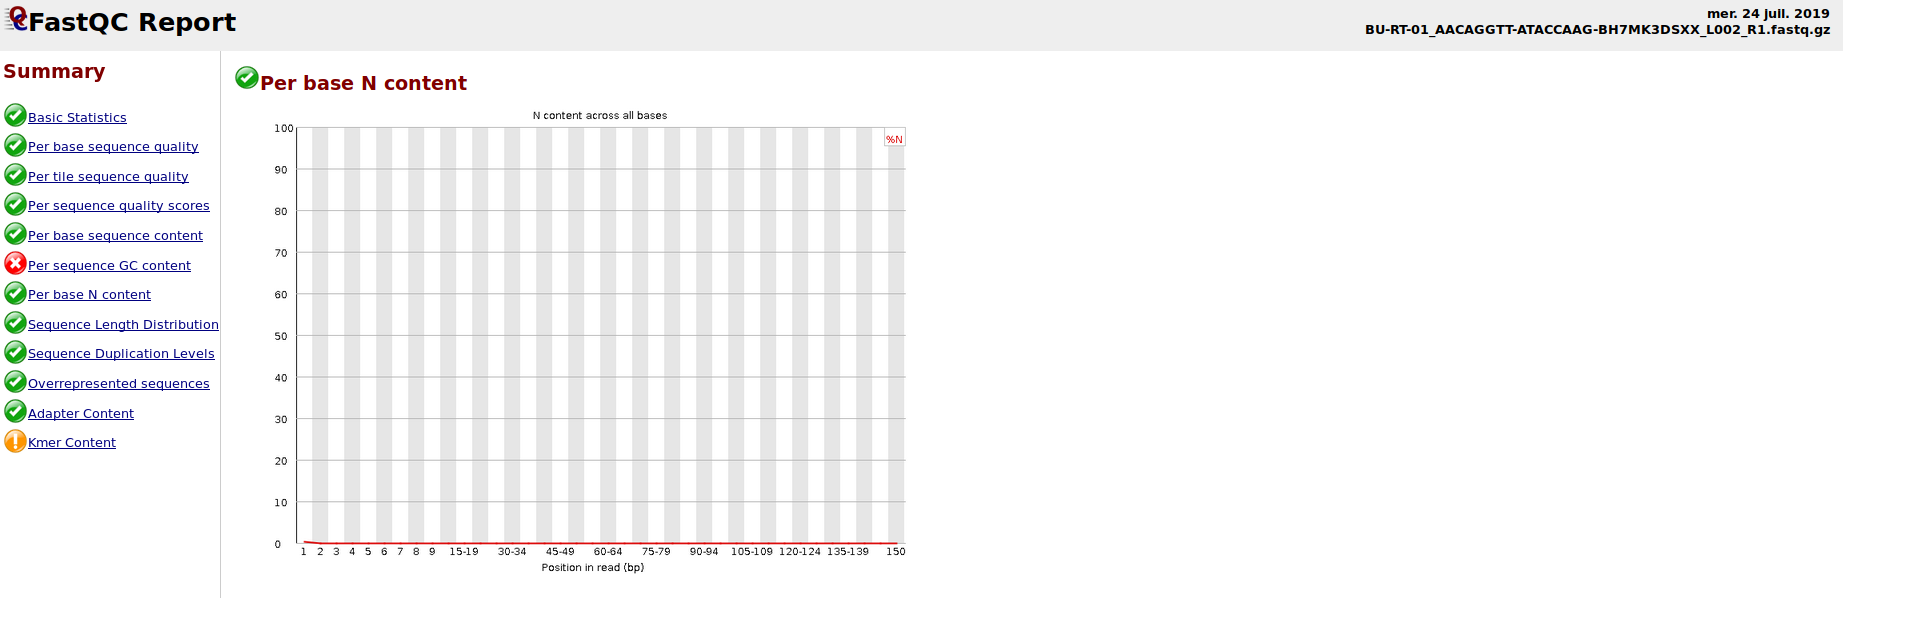 FastQC Report
mer. 24 juil. 2019
BU-RT-01_AACAGGTT-ATACCAAG-BH7MK3DSXX_L002_R1.fastq.gz
Summary
Basic Statistics
Per base sequence quality
Per tile sequence quality
Per sequence quality scores
Per base sequence content
Per sequence GC content
Per base N content
Sequence Length Distribution
Sequence Duplication Levels
Overrepresented sequences
Adapter Content
Kmer Content
Per base N content
N content across all bases
%N
100
90
80
70
60
50
40
30
20
10
0
1 2 3 4 5 6 7 8 9 15-19 30-34 45-49 60-64 75-79 90-94 105-109 120-124 135-139 150
Position in read (bp)